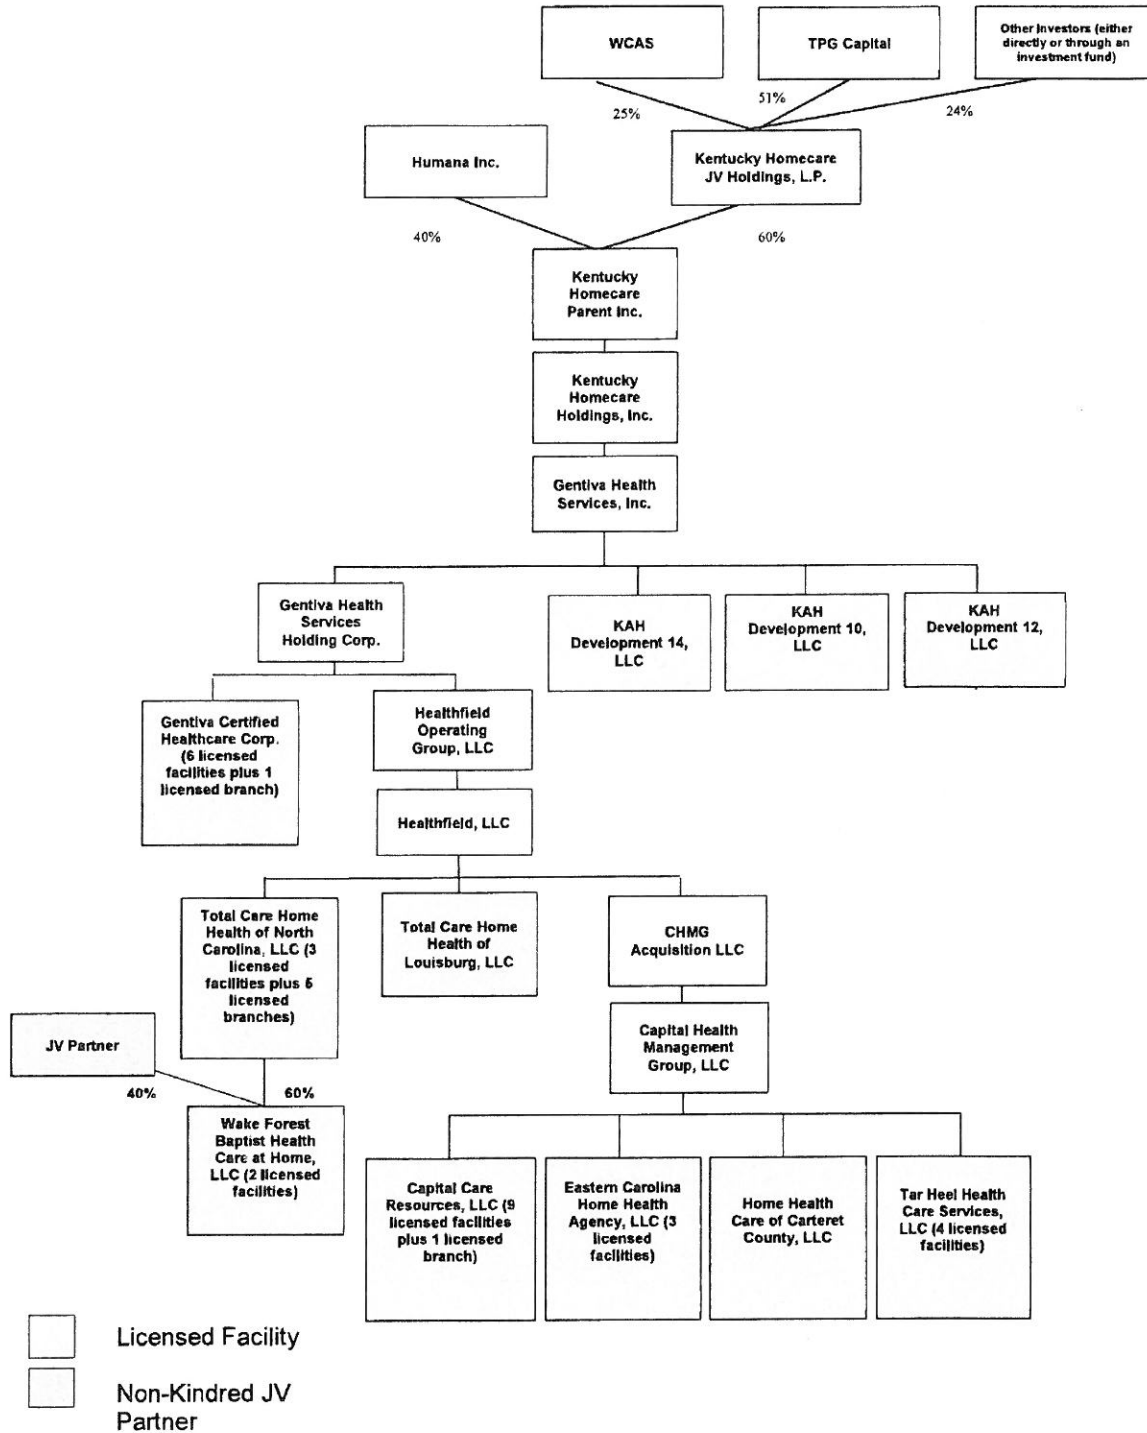 WCAS
TPG Capital
Other Investors (either
directly or through an
investment fund)
25%
51%
24%
Humana Inc.
Kentucky Homecare
JV Holdings, L.P.
40%
60%
Kentucky
Homecare
Parent Inc.
Kentucky
Homecare
Holdings, Inc.
Gentiva Health
Services, Inc.
Gentiva Health
Services
Holding Corp.
KAH
Development 14,
LLC
KAH
Development 10,
LLC
KAH
Development 12,
LLC
Gentiva Certified
Healthcare Corp.
(6 licensed
facilities plus 1
licensed branch)
Healthfield
Operating
Group, LLC
Healthfield, LLC
Total Care Home
Health of North
Carolina, LLC (3
licensed
facilities plus 5
licensed
branches)
Total Care Home
Health of
Louisburg, LLC
CHMG
Acquisition LLC
JV Partner
Capital Health
Management
Group, LLC
40%
60%
Wake Forest
Baptist Health
Care at Home,
LLC (2 licensed
facilities)
Capital Care
Resources, LLC (9
licensed facilities
plus 1 licensed
branch)
Eastern Carolina
Home Health
Agency, LLC (3
licensed
facilities)
Home Health
Care of Carteret
County, LLC
Tar Heel Health
Care Services,
LLC (4 licensed
facilities)
Licensed Facility
Non-Kindred JV
Partner